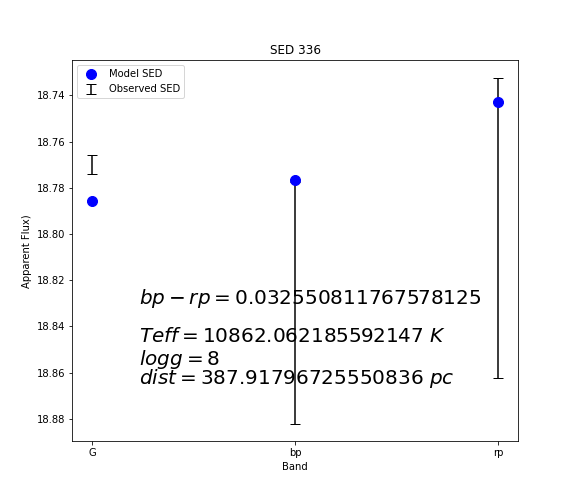 SED 336
Model SED
Observed SED
18.74
18.76
18.78
18.80
18.82
18.84
18.86
18.88
Apparent Flux)
bp − rp = 0.032550811767578125
Teff = 10862.062185592147 K
logg = 8
dist = 387.91796725550836 pc
G bp rp
Band